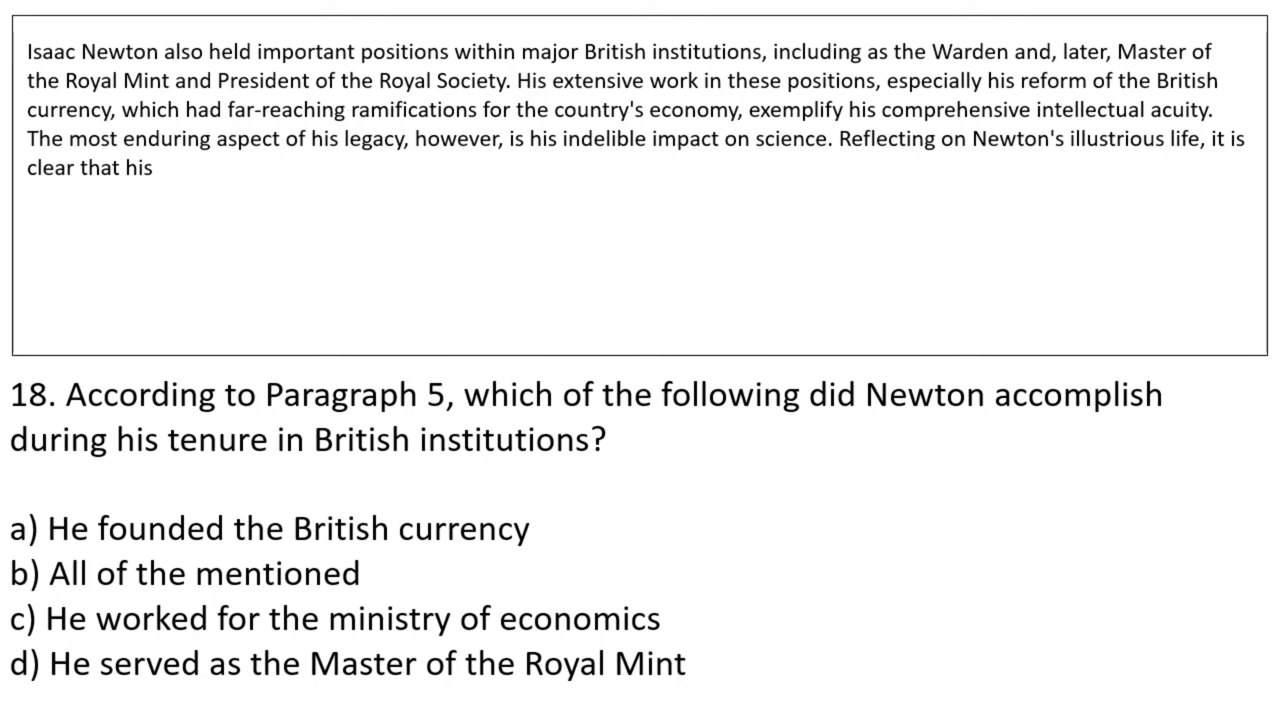 Isaac Newton also held important positions within major British institutions, including as the Warden and, later, Master of
the Royal Mint and President of the Royal Society. His extensive work in these positions, especially his reform of the British
currency, which had far-reaching ramifications for the country's economy, exemplify his comprehensive intellectual acuity.
The most enduring aspect of his legacy, however, is his indelible impact on science. Reflecting on Newton's illustrious life, it is
clear that his
18. According to Paragraph 5, which of the following did Newton accomplish
during his tenure in British institutions?
a) He founded the British currency
b) All of the mentioned
c) He worked for the ministry of economics
d) He served as the Master of the Royal Mint